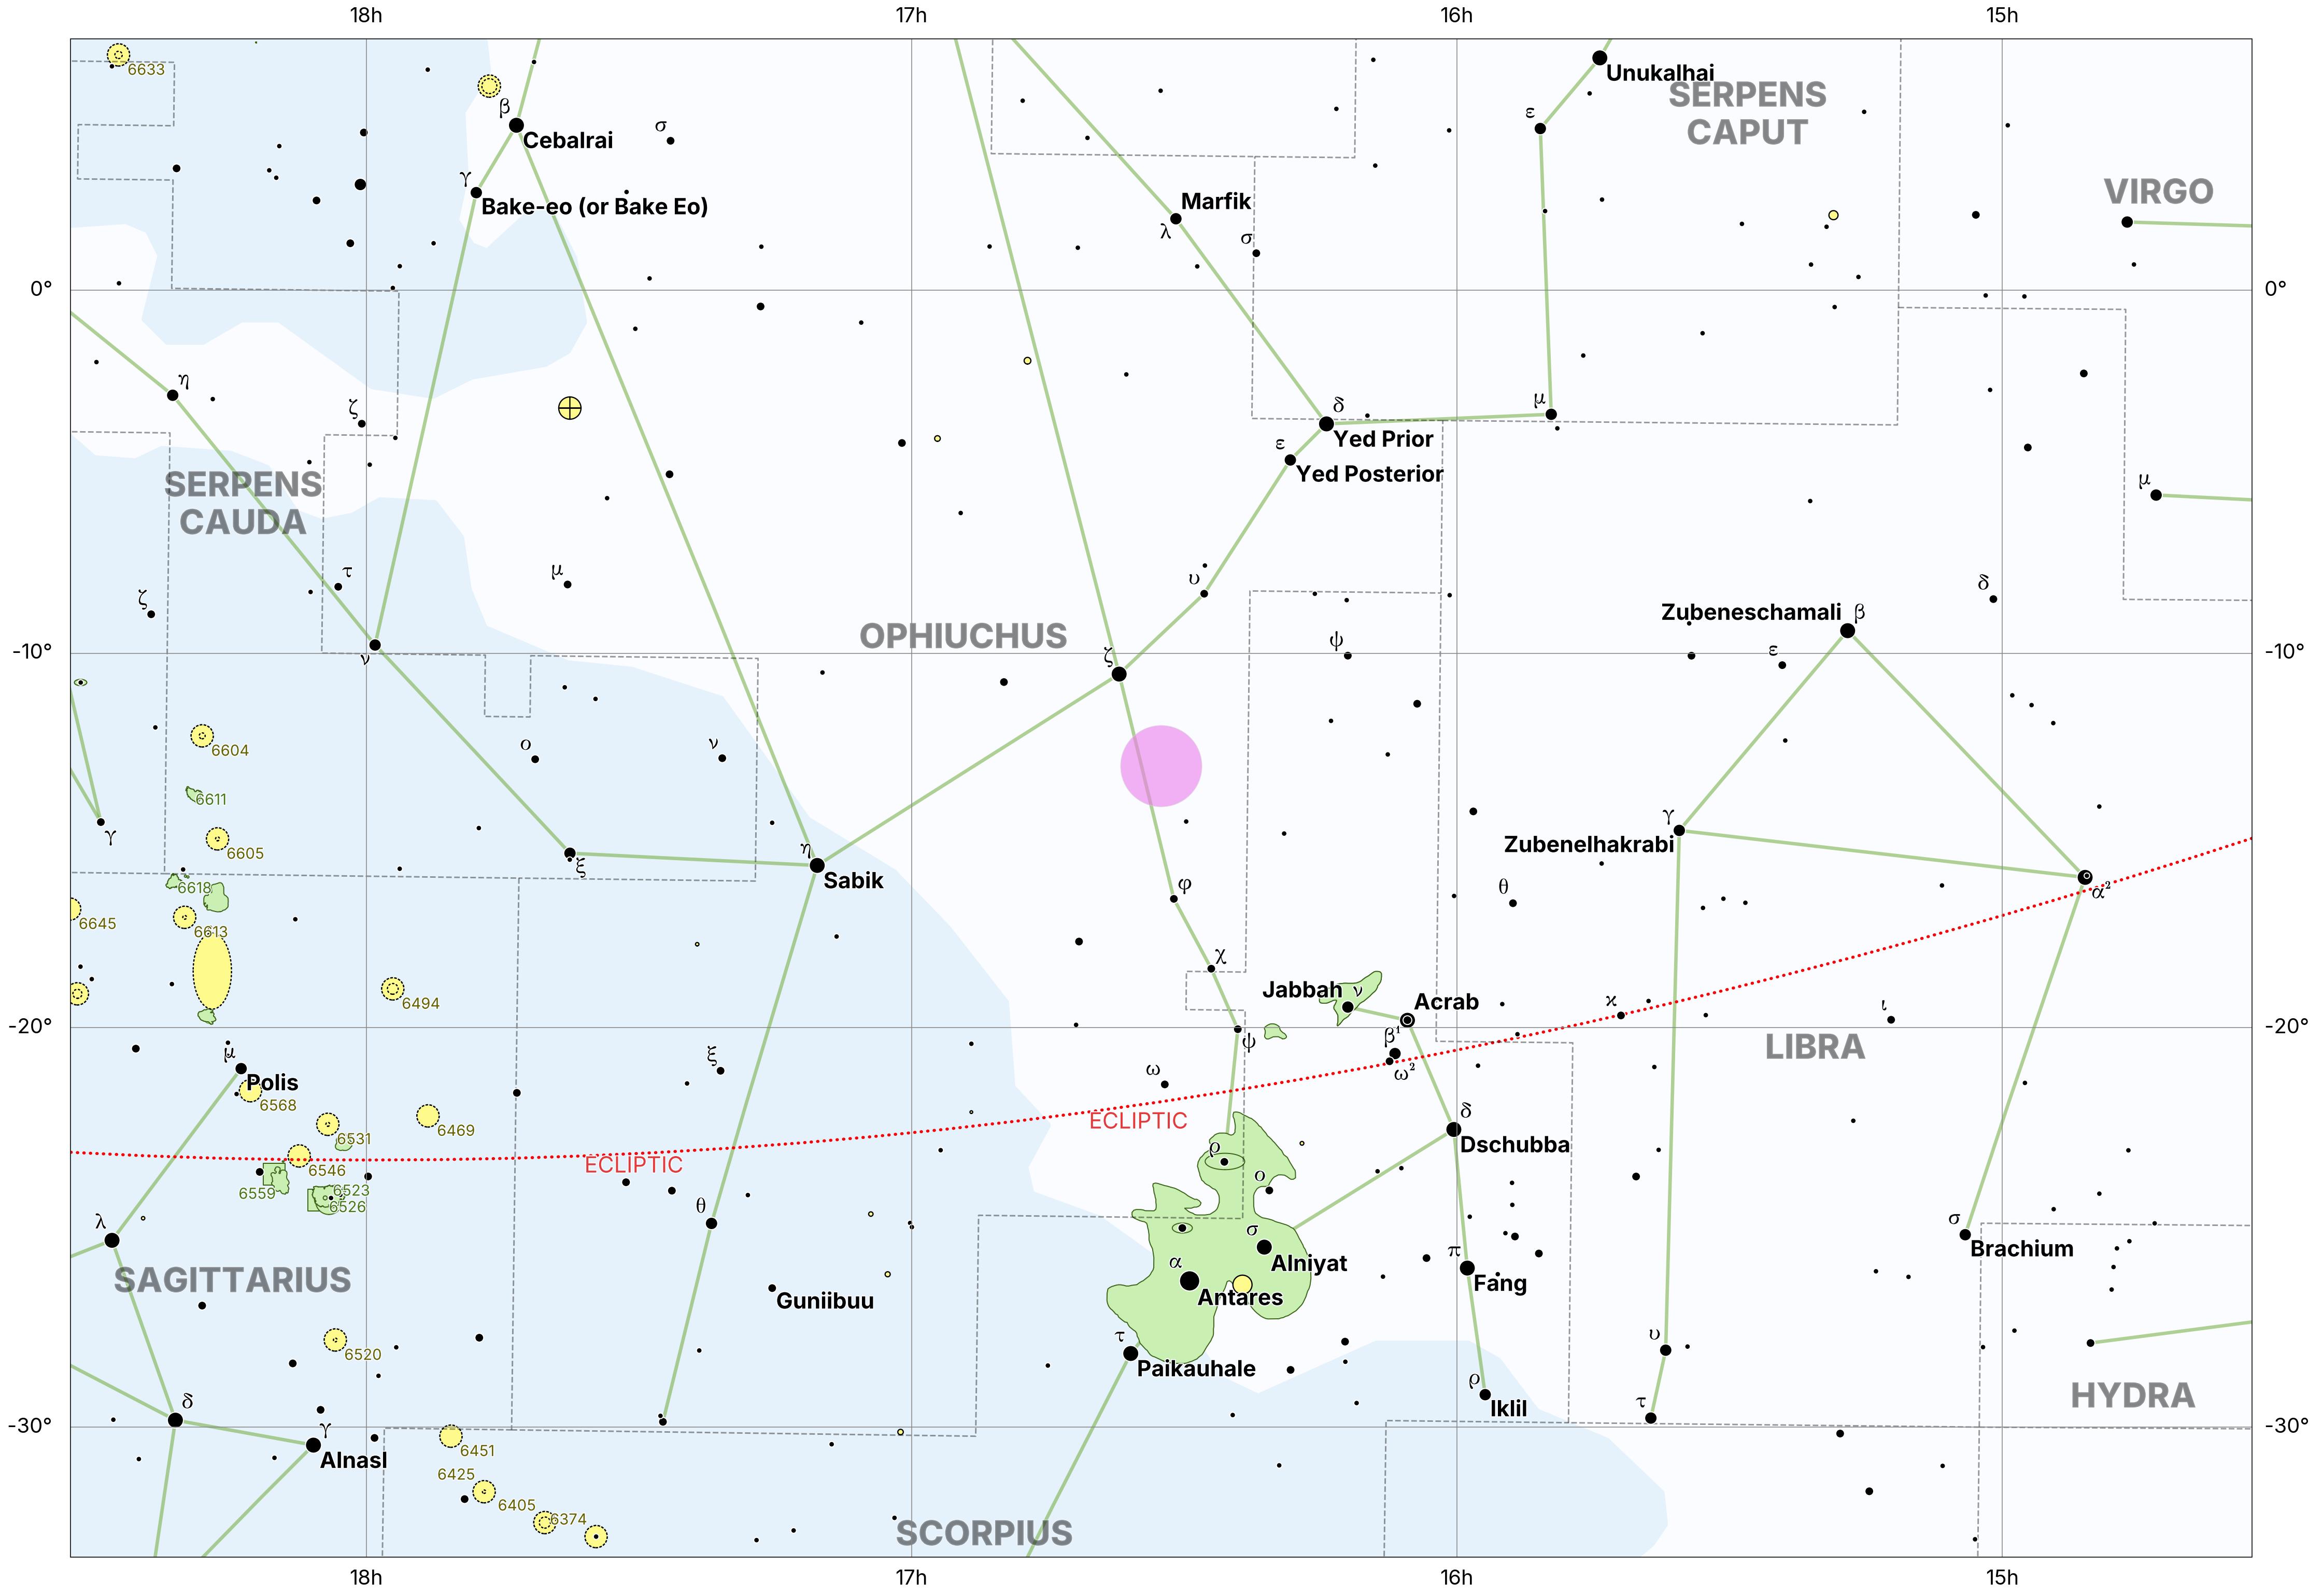 18h 17h 16h 15h
6633
Unukalhai
SERPENS
CAPUT
β
Cebalrai
σ
ε
γ
Bake-eo (or Bake Eo)
Marfik
λ
σ
VIRGO
0° 0°
η
ζ
δ
Yed Prior
μ
ε
Yed Posterior
SERPENS
CAUDA
μ
τ
μ
υ
δ
ζ
OPHIUCHUS
Zubeneschamali β
ψ
-10° -10°
ν
ζ
ε
6604
ο
ν
6611
γ
γ
Zubenelhakrabi
6605
ξ
η
Sabik
6618
φ
θ
α²
6645
6613
χ
6494
Jabbah ν
Acrab
κ
ι
-20° -20°
μ
Polis
ξ
ψ
β¹
LIBRA
6568
ω
ω²
6531
6469
ECLIPTIC
δ
Dschubba
6546
ECLIPTIC
ρ
6559
6523
6526
ο
λ
θ
σ
Alniyat
σ
Brachium
SAGITTARIUS
α
Antares
π
Fang
Guniibuu
6520
τ
Paikauhale
υ
δ
ρ
Iklil
HYDRA
τ
-30° -30°
γ
Alnasl
6451
6425
6405
6374
SCORPIUS
18h 17h 16h 15h